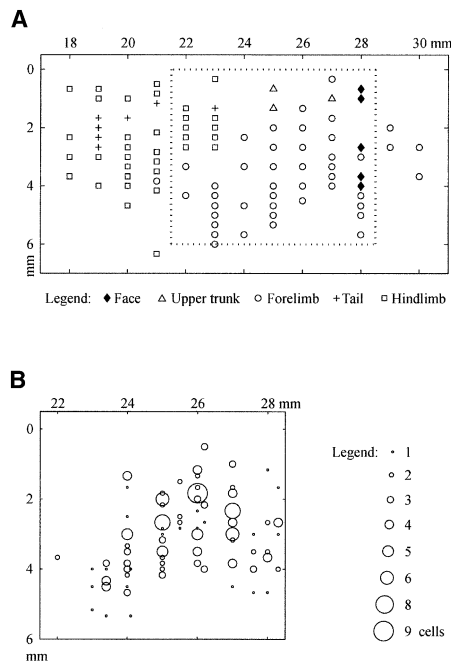 A
18 20 22 24 26 28 30 mm
0
2
4
6
mm
Legend: Face Upper trunk Forelimb Tail Hindlimb
B
22 24 26 28 mm
0
2
4
6
mm
Legend: 1
2
3
4
5
6
8
9 cells